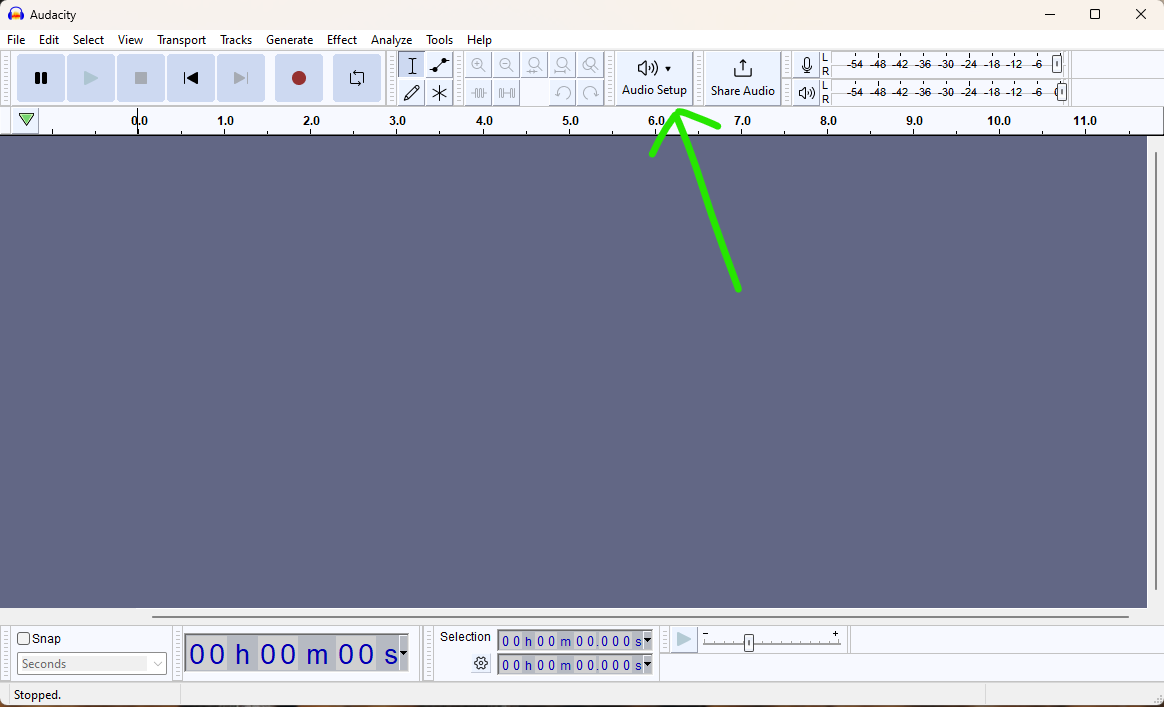 Audacity
File Edit Select View Transport Tracks Generate Effect Analyze Tools Help
Audio Setup
Share Audio
L
R
-54 -48 -42 -36 -30 -24 -18 -12 -6
L
R
-54 -48 -42 -36 -30 -24 -18 -12 -6 0
0.0 1.0 2.0 3.0 4.0 5.0 6.0 7.0 8.0 9.0 10.0 11.0
Snap
Seconds
00 h 00 m 00 s
Selection
00 h 00 m 00.000 s
00 h 00 m 00.000 s
- +
Stopped.